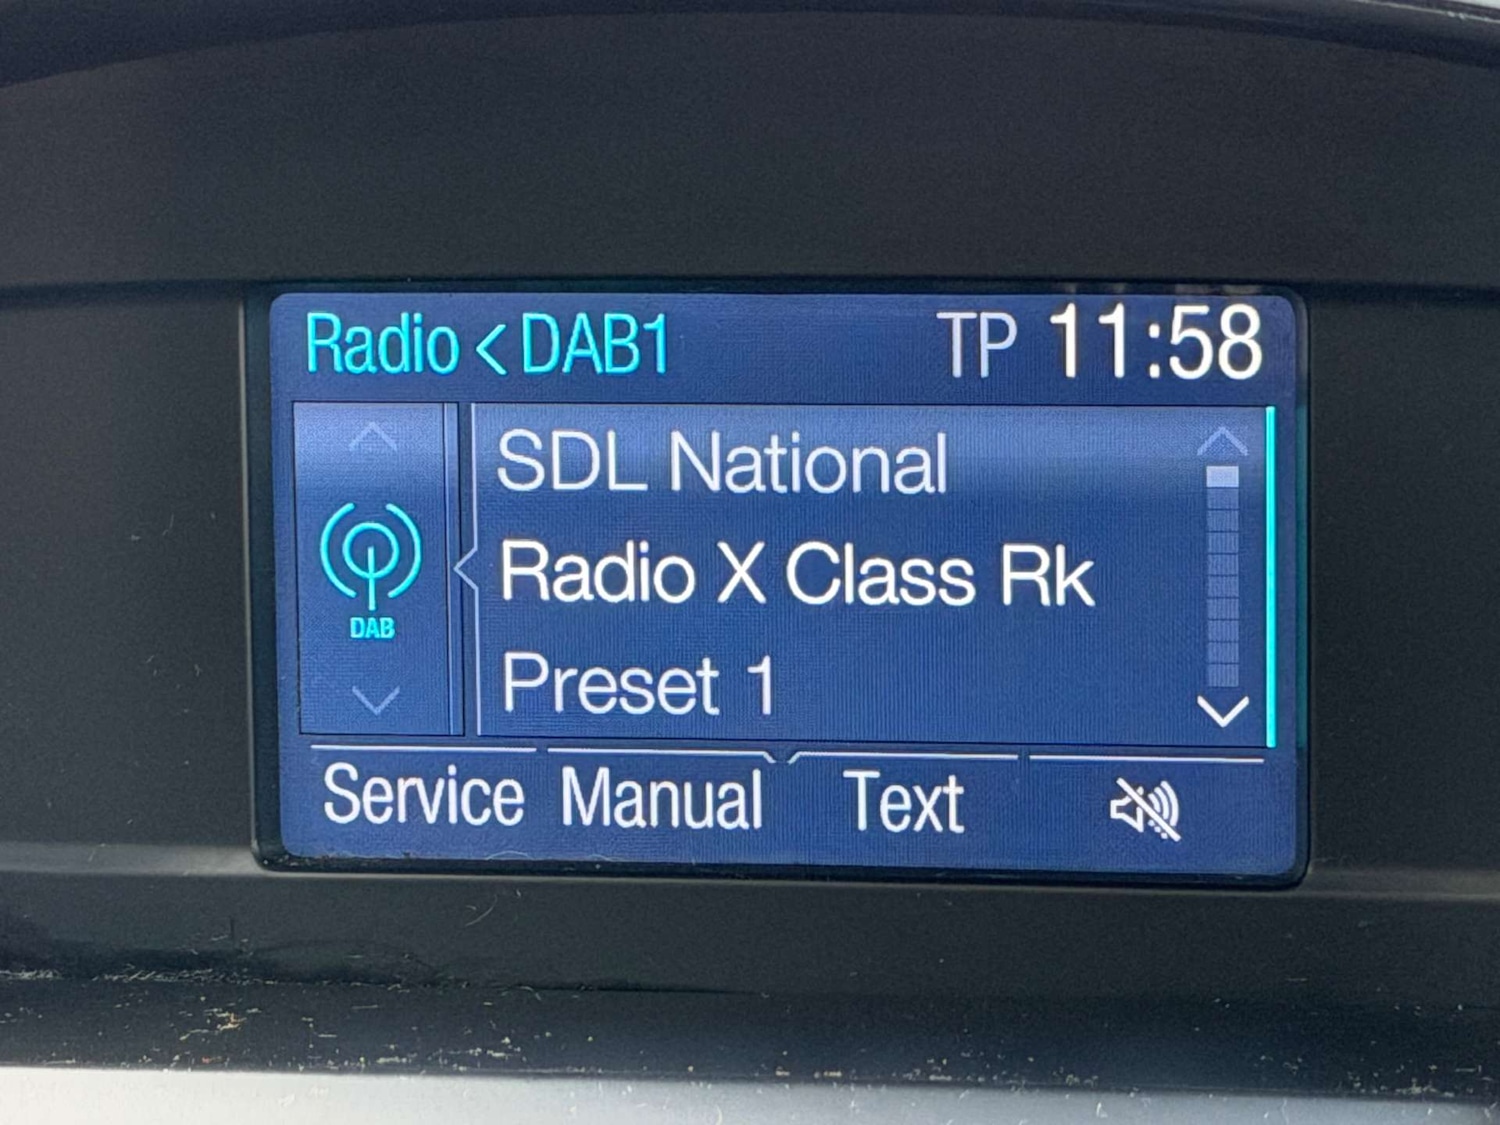 Radio < DAB1 TP 11:58
SDL National
Radio X Class Rk
DAB
Preset 1
Service Manual Text